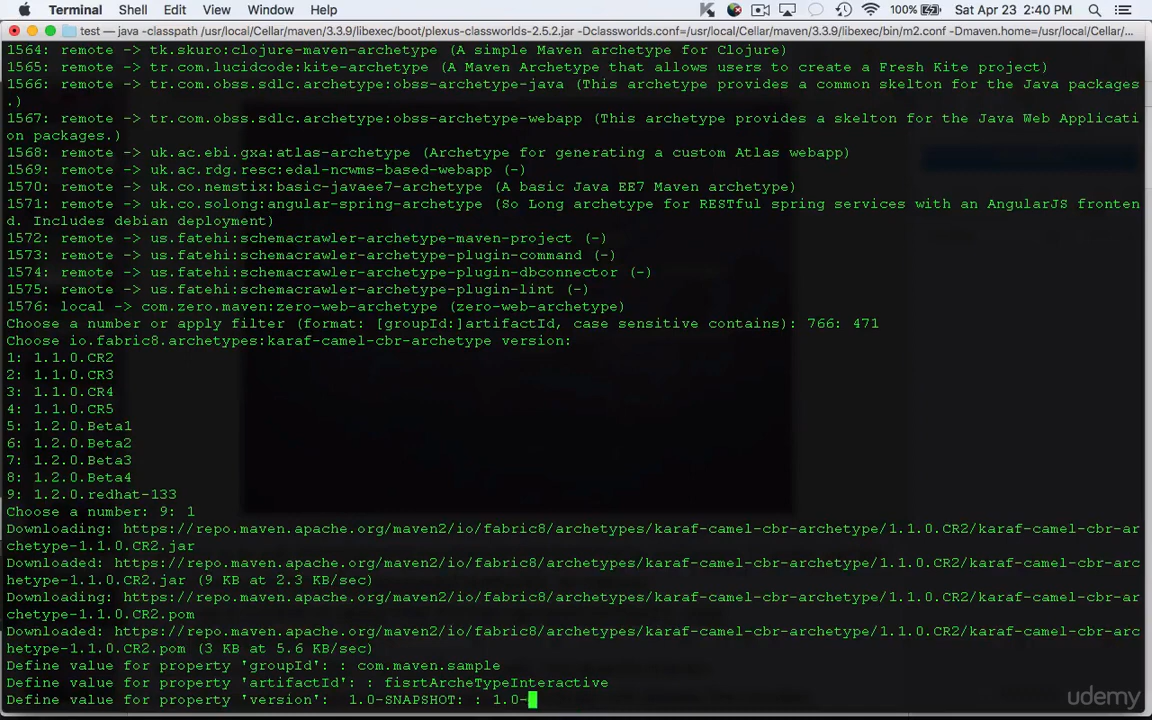 Terminal Shell Edit View Window Help 100% Sat Apr 23 2:40 PM
test — java -classpath /usr/local/Cellar/maven/3.3.9/libexec/boot/plexus-classworlds-2.5.2.jar -Dclassworlds.conf=/usr/local/Cellar/maven/3.3.9/libexec/bin/m2.conf -Dmaven.home=/usr/local/Cellar/...
1564: remote -> tk.skuro:clojure-maven-archetype (A simple Maven archetype for Clojure)
1565: remote -> tr.com.lucidcode:kite-archetype (A Maven Archetype that allows users to create a Fresh Kite project)
1566: remote -> tr.com.obss.sdlc.archetype:obss-archetype-java (This archetype provides a common skelton for the Java packages
.)
1567: remote -> tr.com.obss.sdlc.archetype:obss-archetype-webapp (This archetype provides a skelton for the Java Web Applicati
on packages.)
1568: remote -> uk.ac.ebi.gxa:atlas-archetype (Archetype for generating a custom Atlas webapp)
1569: remote -> uk.ac.rdg.resc:edal-ncwms-based-webapp (-)
1570: remote -> uk.co.nemstix:basic-javaee7-archetype (A basic Java EE7 Maven archetype)
1571: remote -> uk.co.solong:angular-spring-archetype (So Long archetype for RESTful spring services with an AngularJS fronten
d. Includes debian deployment)
1572: remote -> us.fatehi:schemacrawler-archetype-maven-project (-)
1573: remote -> us.fatehi:schemacrawler-archetype-plugin-command (-)
1574: remote -> us.fatehi:schemacrawler-archetype-plugin-dbconnector (-)
1575: remote -> us.fatehi:schemacrawler-archetype-plugin-lint (-)
1576: local -> com.zero.maven:zero-web-archetype (zero-web-archetype)
Choose a number or apply filter (format: [groupId:]artifactId, case sensitive contains): 766: 471
Choose io.fabric8.archetypes:karaf-camel-cbr-archetype version:
1: 1.1.0.CR2
2: 1.1.0.CR3
3: 1.1.0.CR4
4: 1.1.0.CR5
5: 1.2.0.Beta1
6: 1.2.0.Beta2
7: 1.2.0.Beta3
8: 1.2.0.Beta4
9: 1.2.0.redhat-133
Choose a number: 9: 1
Downloading: https://repo.maven.apache.org/maven2/io/fabric8/archetypes/karaf-camel-cbr-archetype/1.1.0.CR2/karaf-camel-cbr-ar
chetype-1.1.0.CR2.jar
Downloaded: https://repo.maven.apache.org/maven2/io/fabric8/archetypes/karaf-camel-cbr-archetype/1.1.0.CR2/karaf-camel-cbr-arc
hetype-1.1.0.CR2.jar (9 KB at 2.3 KB/sec)
Downloading: https://repo.maven.apache.org/maven2/io/fabric8/archetypes/karaf-camel-cbr-archetype/1.1.0.CR2/karaf-camel-cbr-ar
chetype-1.1.0.CR2.pom
Downloaded: https://repo.maven.apache.org/maven2/io/fabric8/archetypes/karaf-camel-cbr-archetype/1.1.0.CR2/karaf-camel-cbr-arc
hetype-1.1.0.CR2.pom (3 KB at 5.6 KB/sec)
Define value for property 'groupId': : com.maven.sample
Define value for property 'artifactId': : fisrtArcheTypeInteractive
Define value for property 'version':  1.0-SNAPSHOT: : 1.0-
udemy